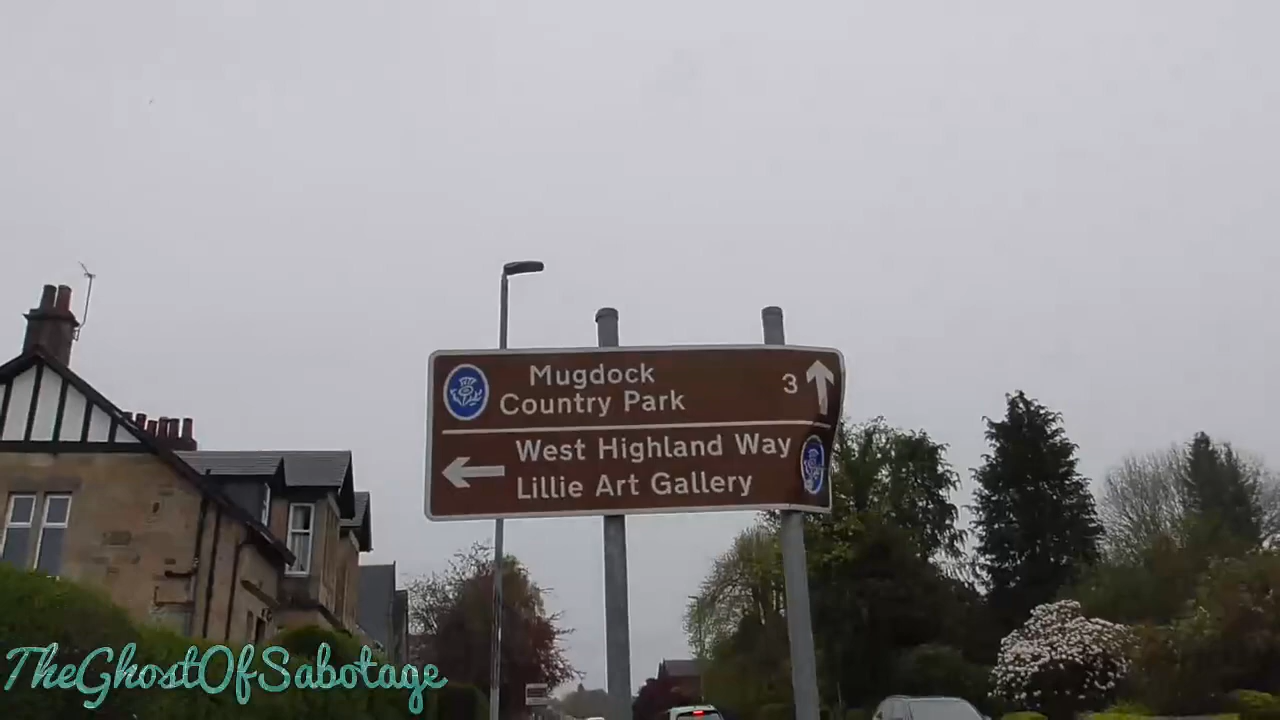 Mugdock
Country Park
3
West Highland Way
Lillie Art Gallery
TheGhostOfSabotage